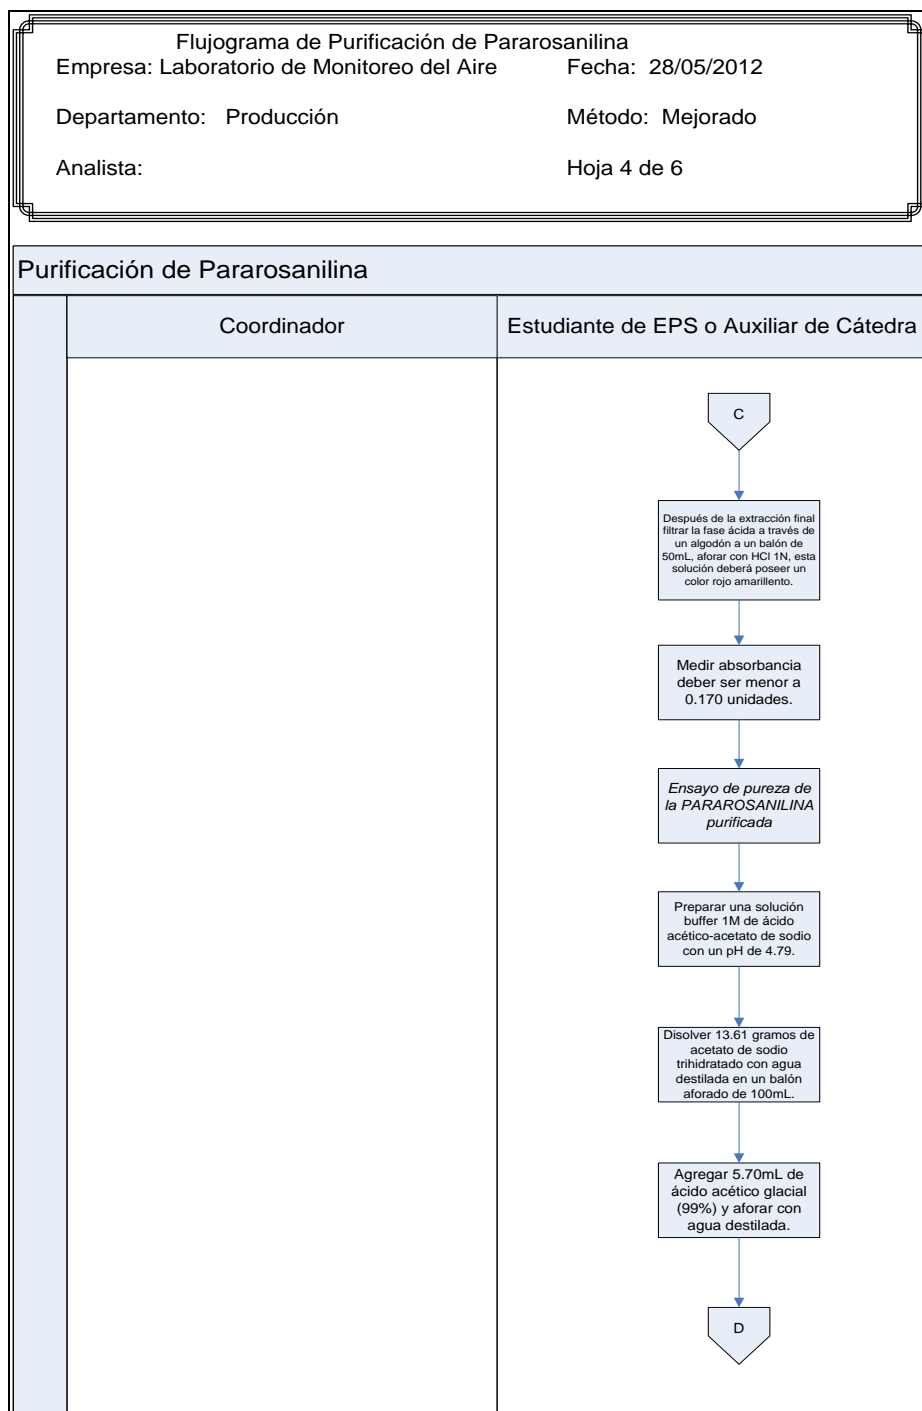 Flujograma de Purificación de Pararosanilina
Empresa: Laboratorio de Monitoreo del Aire Fecha: 28/05/2012
Departamento: Producción Método: Mejorado
Analista: Hoja 4 de 6
Purificación de Pararosanilina
Coordinador Estudiante de EPS o Auxiliar de Cátedra
C
Después de la extracción final
filtrar la fase ácida a través de
un algodón a un balón de
50mL, aforar con HCl 1N, esta
solución deberá poseer un
color rojo amarillento.
Medir absorbancia
deber ser menor a
0.170 unidades.
Ensayo de pureza de
la PARAROSANILINA
purificada
Preparar una solución
buffer 1M de ácido
acético-acetato de sodio
con un pH de 4.79.
Disolver 13.61 gramos de
acetato de sodio
trihidratado con agua
destilada en un balón
aforado de 100mL.
Agregar 5.70mL de
ácido acético glacial
(99%) y aforar con
agua destilada.
D